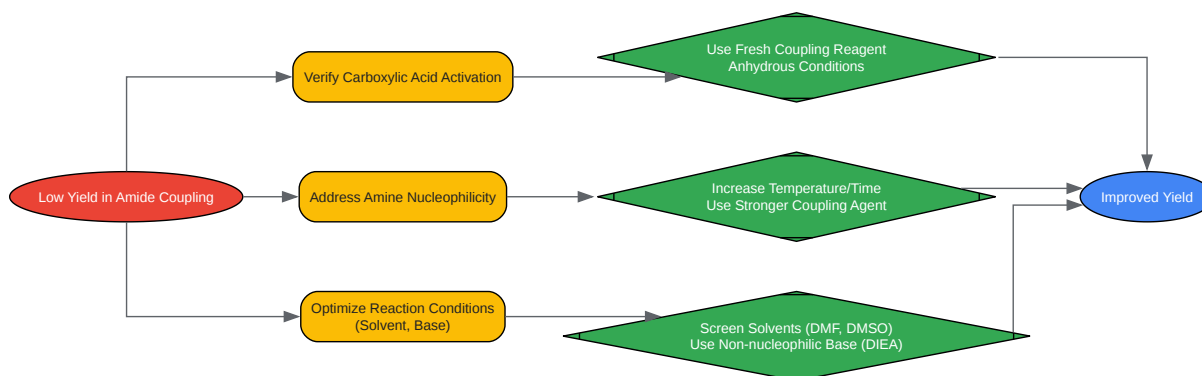 Use Fresh Coupling Reagent
Anhydrous Conditions
Verify Carboxylic Acid Activation
Low Yield in Amide Coupling
Address Amine Nucleophilicity
Increase Temperature/Time
Use Stronger Coupling Agent
Improved Yield
Optimize Reaction Conditions
(Solvent, Base)
Screen Solvents (DMF, DMSO)
Use Non-nucleophilic Base (DIEA)